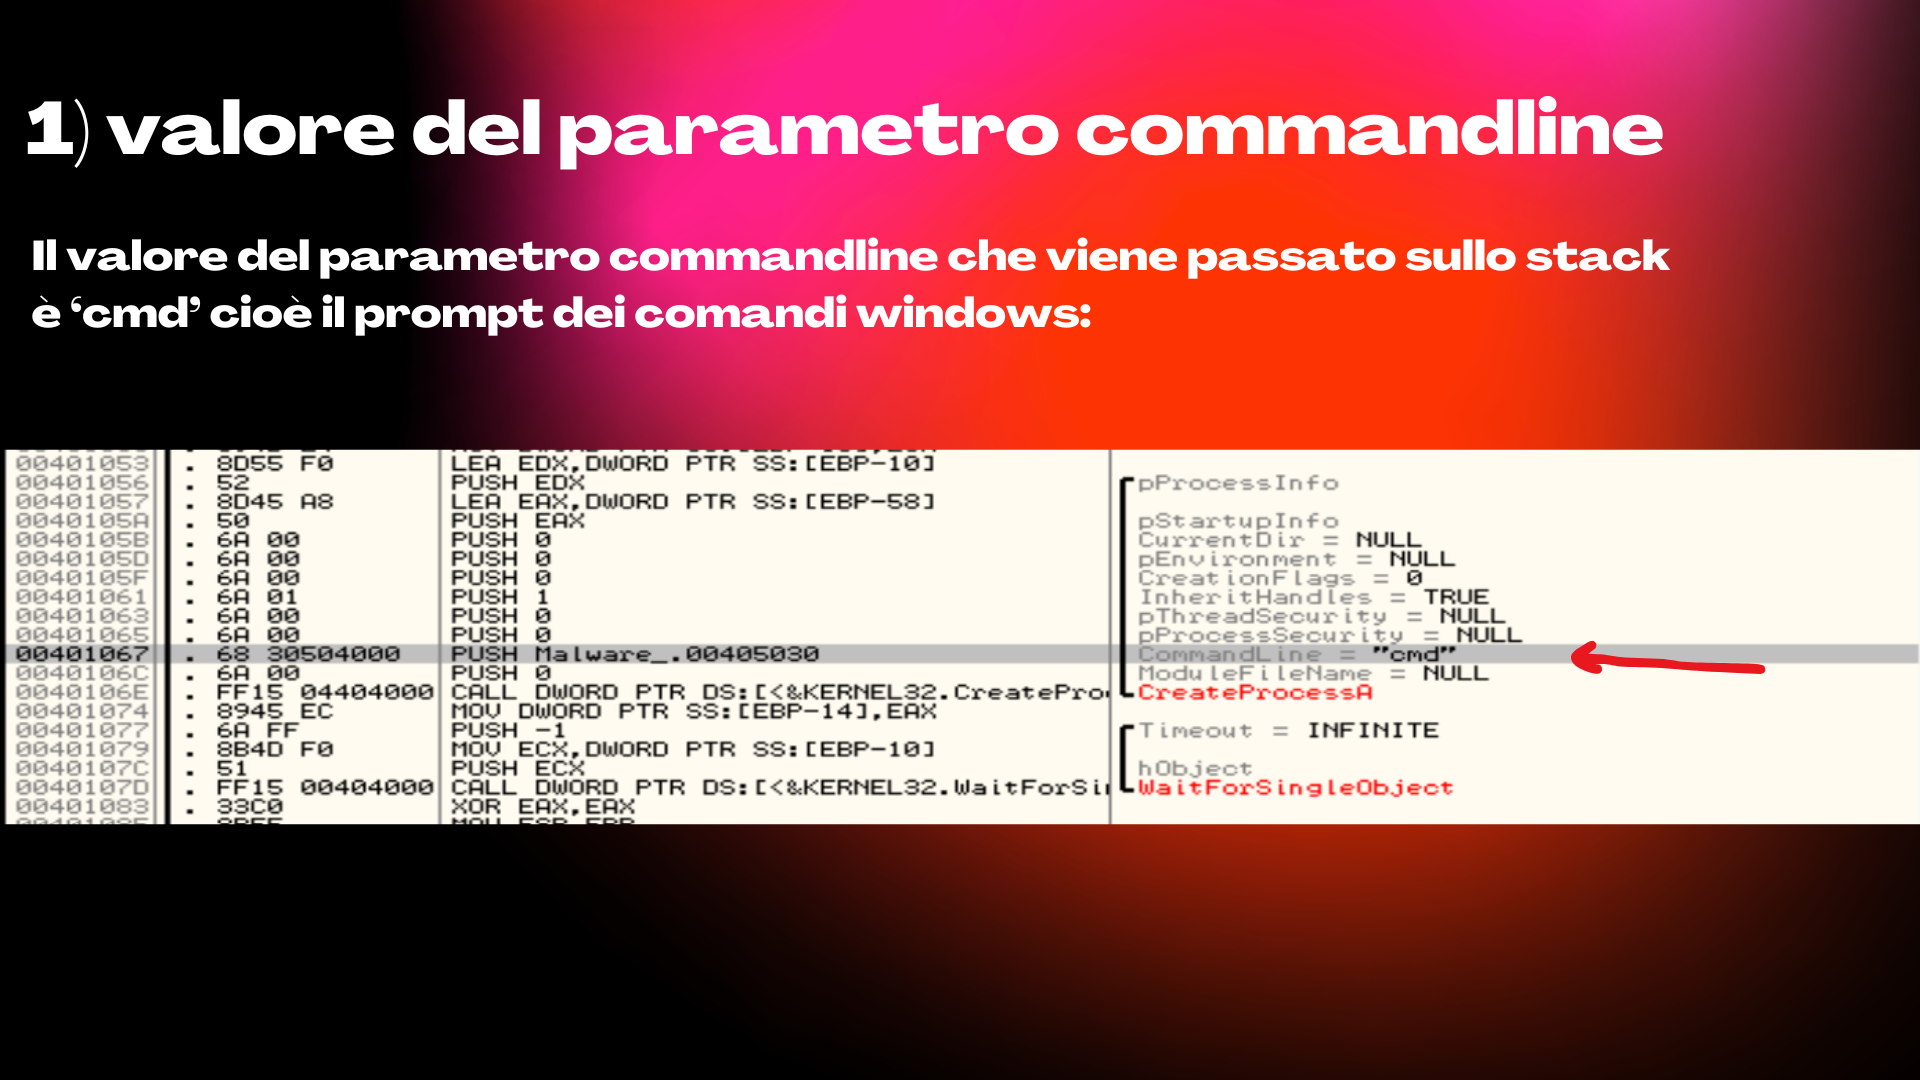 1) valore del parametro commandline
Il valore del parametro commandline che viene passato sullo stack
è ‘cmd’ cioè il prompt dei comandi windows:
00401053 . 8D55 F0 LEA EDX,DWORD PTR SS:[EBP-10]
00401056 . 52 PUSH EDX pProcessInfo
00401057 . 8D45 A8 LEA EAX,DWORD PTR SS:[EBP-58]
0040105A . 50 PUSH EAX pStartupInfo
0040105B . 6A 00 PUSH 0 CurrentDir = NULL
0040105D . 6A 00 PUSH 0 pEnvironment = NULL
0040105F . 6A 00 PUSH 0 CreationFlags = 0
00401061 . 6A 01 PUSH 1 InheritHandles = TRUE
00401063 . 6A 00 PUSH 0 pThreadSecurity = NULL
00401065 . 6A 00 PUSH 0 pProcessSecurity = NULL
00401067 . 68 30504000 PUSH Malware_.00405030 CommandLine = "cmd"
0040106C . 6A 00 PUSH 0 ModuleFileName = NULL
0040106E . FF15 04404000 CALL DWORD PTR DS:[<&KERNEL32.CreatePro CreateProcessA
00401074 . 8945 EC MOV DWORD PTR SS:[EBP-14],EAX
00401077 . 6A FF PUSH -1 Timeout = INFINITE
00401079 . 8B4D F0 MOV ECX,DWORD PTR SS:[EBP-10]
0040107C . 51 PUSH ECX hObject
0040107D . FF15 00404000 CALL DWORD PTR DS:[<&KERNEL32.WaitForSi WaitForSingleObject
00401083 . 33C0 XOR EAX,EAX